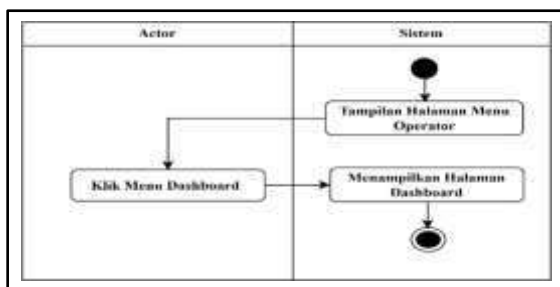 Actor
Sistem
Tampilan Halaman Menu
Operator
Klik Menu Dashboard
Menampilkan Halaman
Dashboard